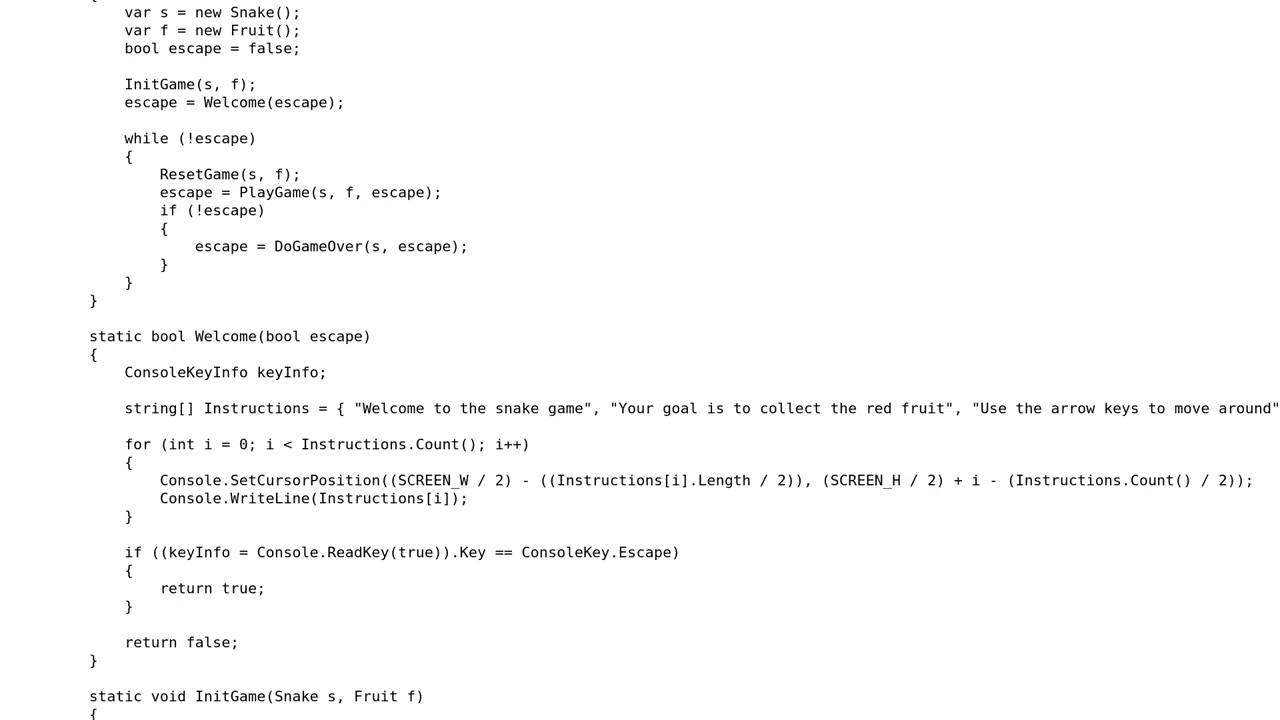 {
var s = new Snake();
var f = new Fruit();
bool escape = false;
InitGame(s, f);
escape = Welcome(escape);
while (!escape)
{
ResetGame(s, f);
escape = PlayGame(s, f, escape);
if (!escape)
{
escape = DoGameOver(s, escape);
}
}
}
static bool Welcome(bool escape)
{
ConsoleKeyInfo keyInfo;
string[] Instructions = { "Welcome to the snake game", "Your goal is to collect the red fruit", "Use the arrow keys to move around"
for (int i = 0; i < Instructions.Count(); i++)
{
Console.SetCursorPosition((SCREEN_W / 2) - ((Instructions[i].Length / 2)), (SCREEN_H / 2) + i - (Instructions.Count() / 2));
Console.WriteLine(Instructions[i]);
}
if ((keyInfo = Console.ReadKey(true)).Key == ConsoleKey.Escape)
{
return true;
}
return false;
}
static void InitGame(Snake s, Fruit f)
{